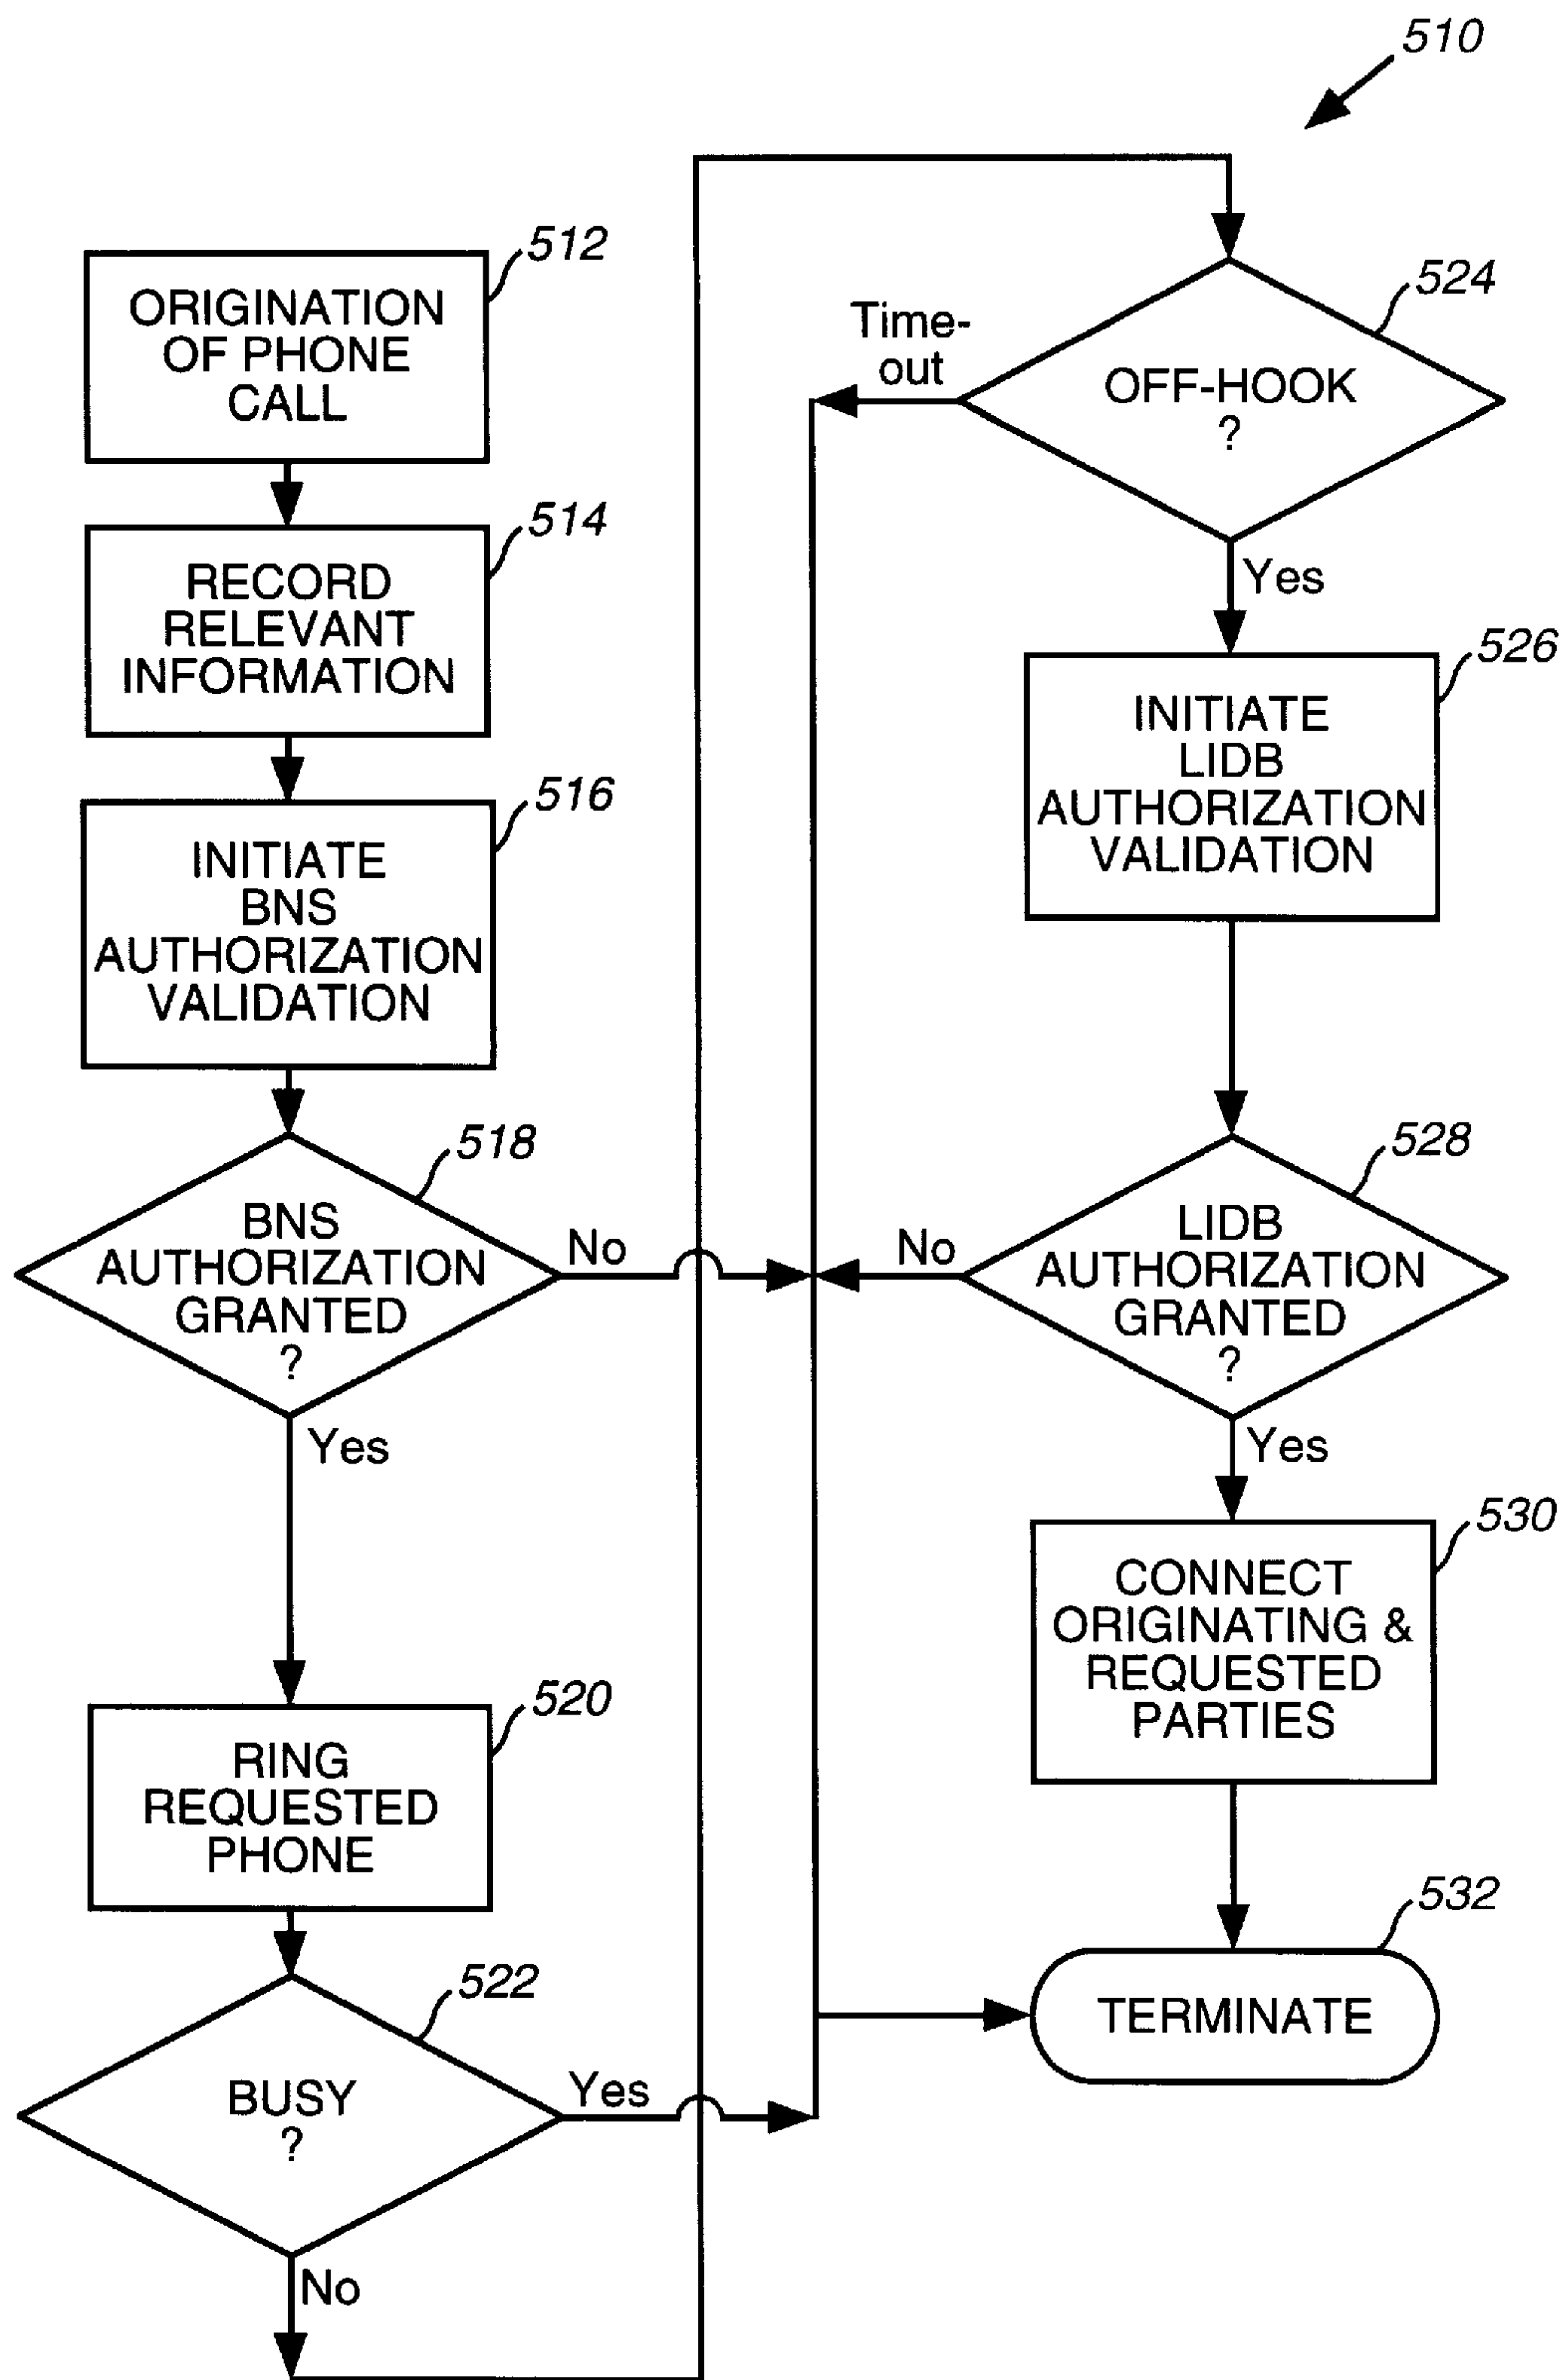 510
512
ORIGINATION
OF PHONE
CALL
514
RECORD
RELEVANT
INFORMATION
516
INITIATE
BNS
AUTHORIZATION
VALIDATION
518
BNS
AUTHORIZATION
GRANTED
?
No
Yes
520
RING
REQUESTED
PHONE
522
BUSY
?
Yes
No
524
Time-
out
OFF-HOOK
?
Yes
526
INITIATE
LIDB
AUTHORIZATION
VALIDATION
528
LIDB
AUTHORIZATION
GRANTED
?
No
Yes
530
CONNECT
ORIGINATING &
REQUESTED
PARTIES
532
TERMINATE